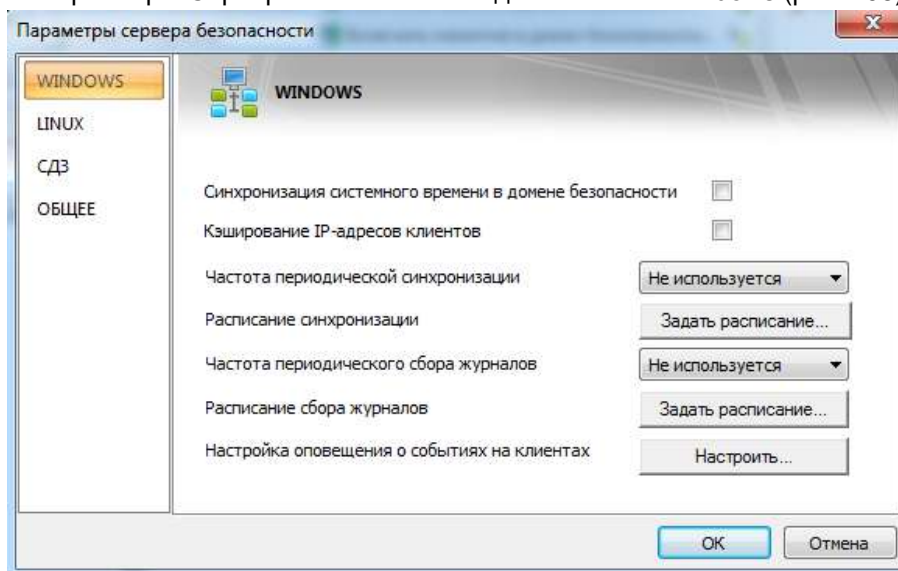 Параметры сервера безопасности
WINDOWS
LINUX
СДЗ
ОБЩЕЕ
WINDOWS
Синхронизация системного времени в домене безопасности
Кэширование IP-адресов клиентов
Частота периодической синхронизации
Не используется
Расписание синхронизации
Задать расписание...
Частота периодического сбора журналов
Не используется
Расписание сбора журналов
Задать расписание...
Настройка оповещения о событиях на клиентах
Настроить...
ОК
Отмена